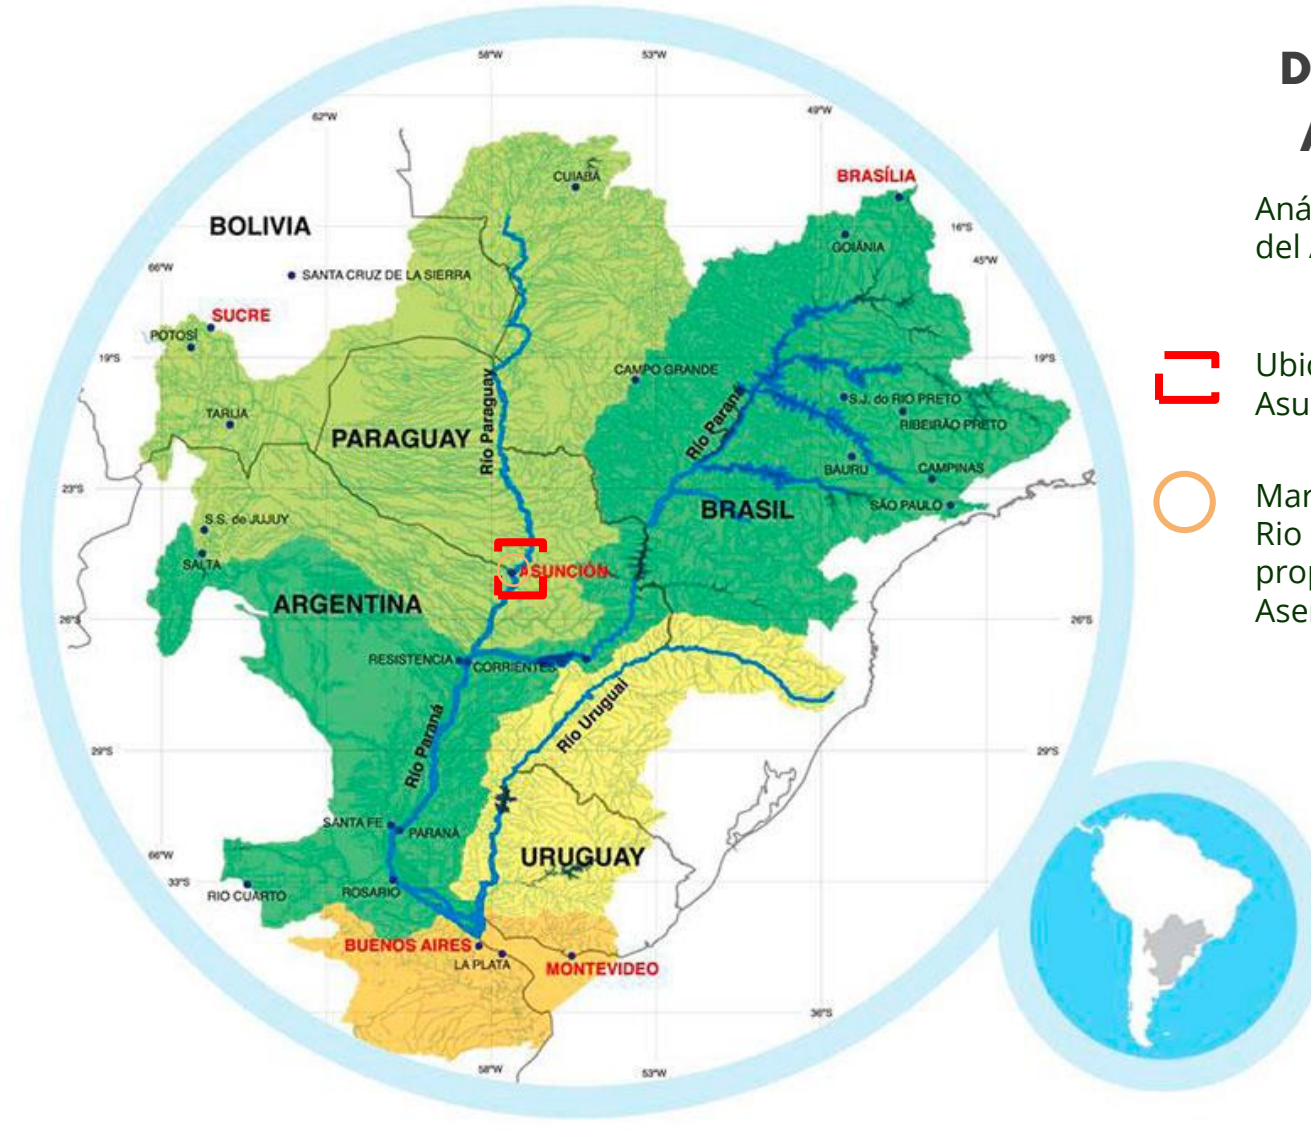 58°W
53°W
D
49°W
62°W
A
CUIABÁ
BRASÍLIA
Aná
BOLIVIA
16°S
GOIÂNIA
del A
45°W
66°W
SANTA CRUZ DE LA SIERRA
SUCRE
POTOSÍ
19°S
19°S
CAMPO GRANDE
Ubic
S.J. do RIO PRETO
Asu
TARIJA
Río Paraguay
Río Paraná
RIBEIRÃO PRETO
PARAGUAY
BAURU
CAMPINAS
23°S
Mar
SÃO PAULO
BRASIL
S.S. de JUJUY
Rio
SALTA
ASUNCIÓN
prop
ARGENTINA
Ase
26°S
26°S
RESISTENCIA
CORRIENTES
Río Uruguai
Río Paraná
29°S
29°S
SANTA FE
PARANÁ
66°W
URUGUAY
33°S
RIO CUARTO
ROSARIO
BUENOS AIRES
LA PLATA
MONTEVIDEO
36°S
58°W
53°W